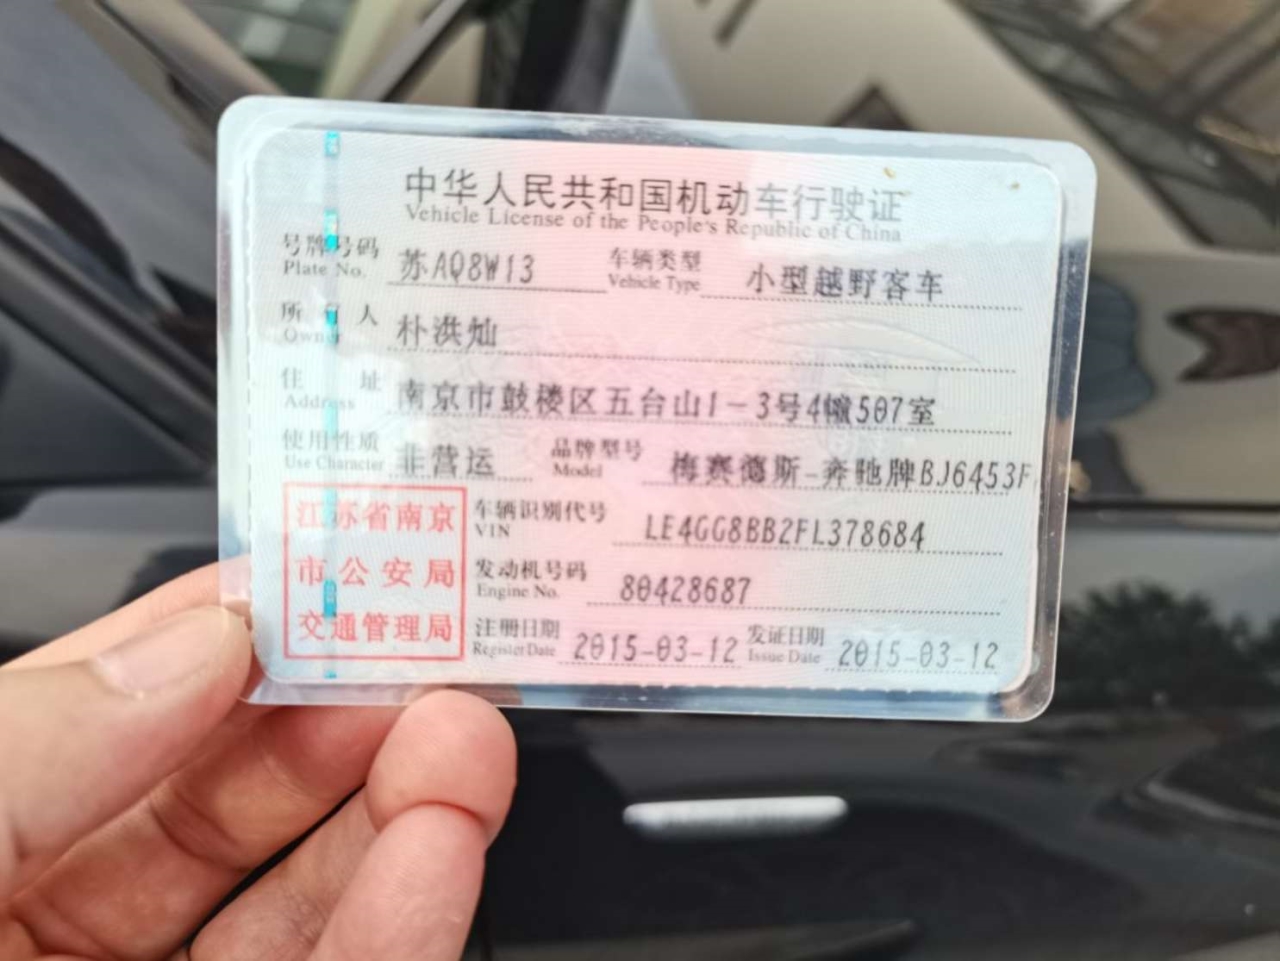 中华人民共和国机动车行驶证
Vehicle License of the People's Republic of China
号牌号码 苏AQ8W13 车辆类型 小型越野客车
Plate No. Vehicle Type
所有人 朴洪灿
Owner
住址 南京市鼓楼区五台山1-3号4幢507室
Address
使用性质 非营运 品牌型号 梅赛德斯-奔驰牌BJ6453F
Use Character Model
江苏省南京
市公安局
交通管理局
车辆识别代号 LE4GG8BB2FL378684
VIN
发动机号码 80428687
Engine No.
注册日期 2015-03-12 发证日期 2015-03-12
Register Date Issue Date